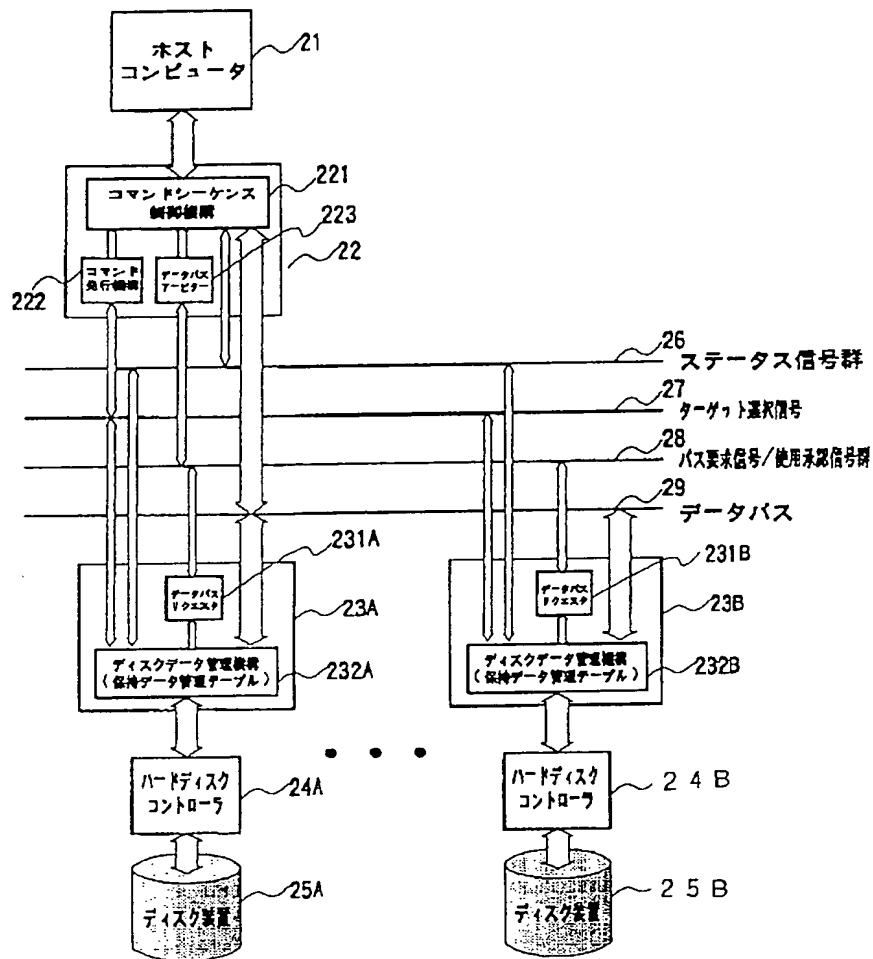 ホスト
コンピュータ
21
コマンドシーケンス
制御機構
221
223
コマンド
発行機構
データバス
アービター
22
222
26
ステータス信号群
27
ターゲット選択信号
28
バス要求信号/使用承認信号群
29
データバス
231A
231B
データバス
リクエスタ
23A
データバス
リクエスタ
23B
ディスクデータ管理機構
(保持データ管理テーブル)
232A
ディスクデータ管理機構
(保持データ管理テーブル)
232B
ハードディスク
コントローラ
24A
• • •
ハードディスク
コントローラ
24B
ディスク装置
25A
ディスク装置
25B